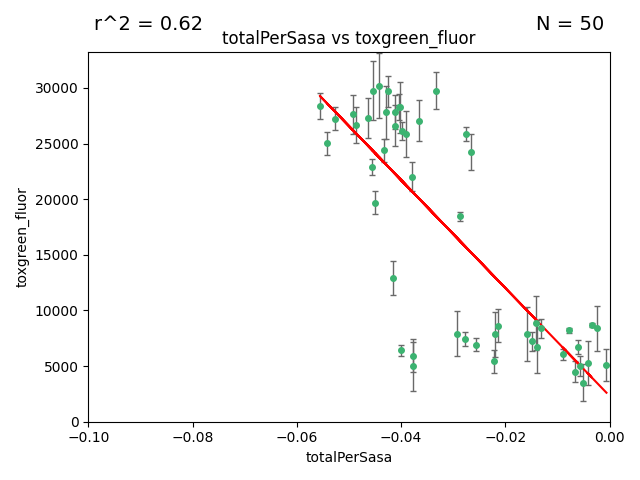 r^2 = 0.62
N = 50
totalPerSasa vs toxgreen_fluor
toxgreen_fluor
30000
25000
20000
15000
10000
5000
0
−0.10
−0.08
−0.06
−0.04
−0.02
0.00
totalPerSasa